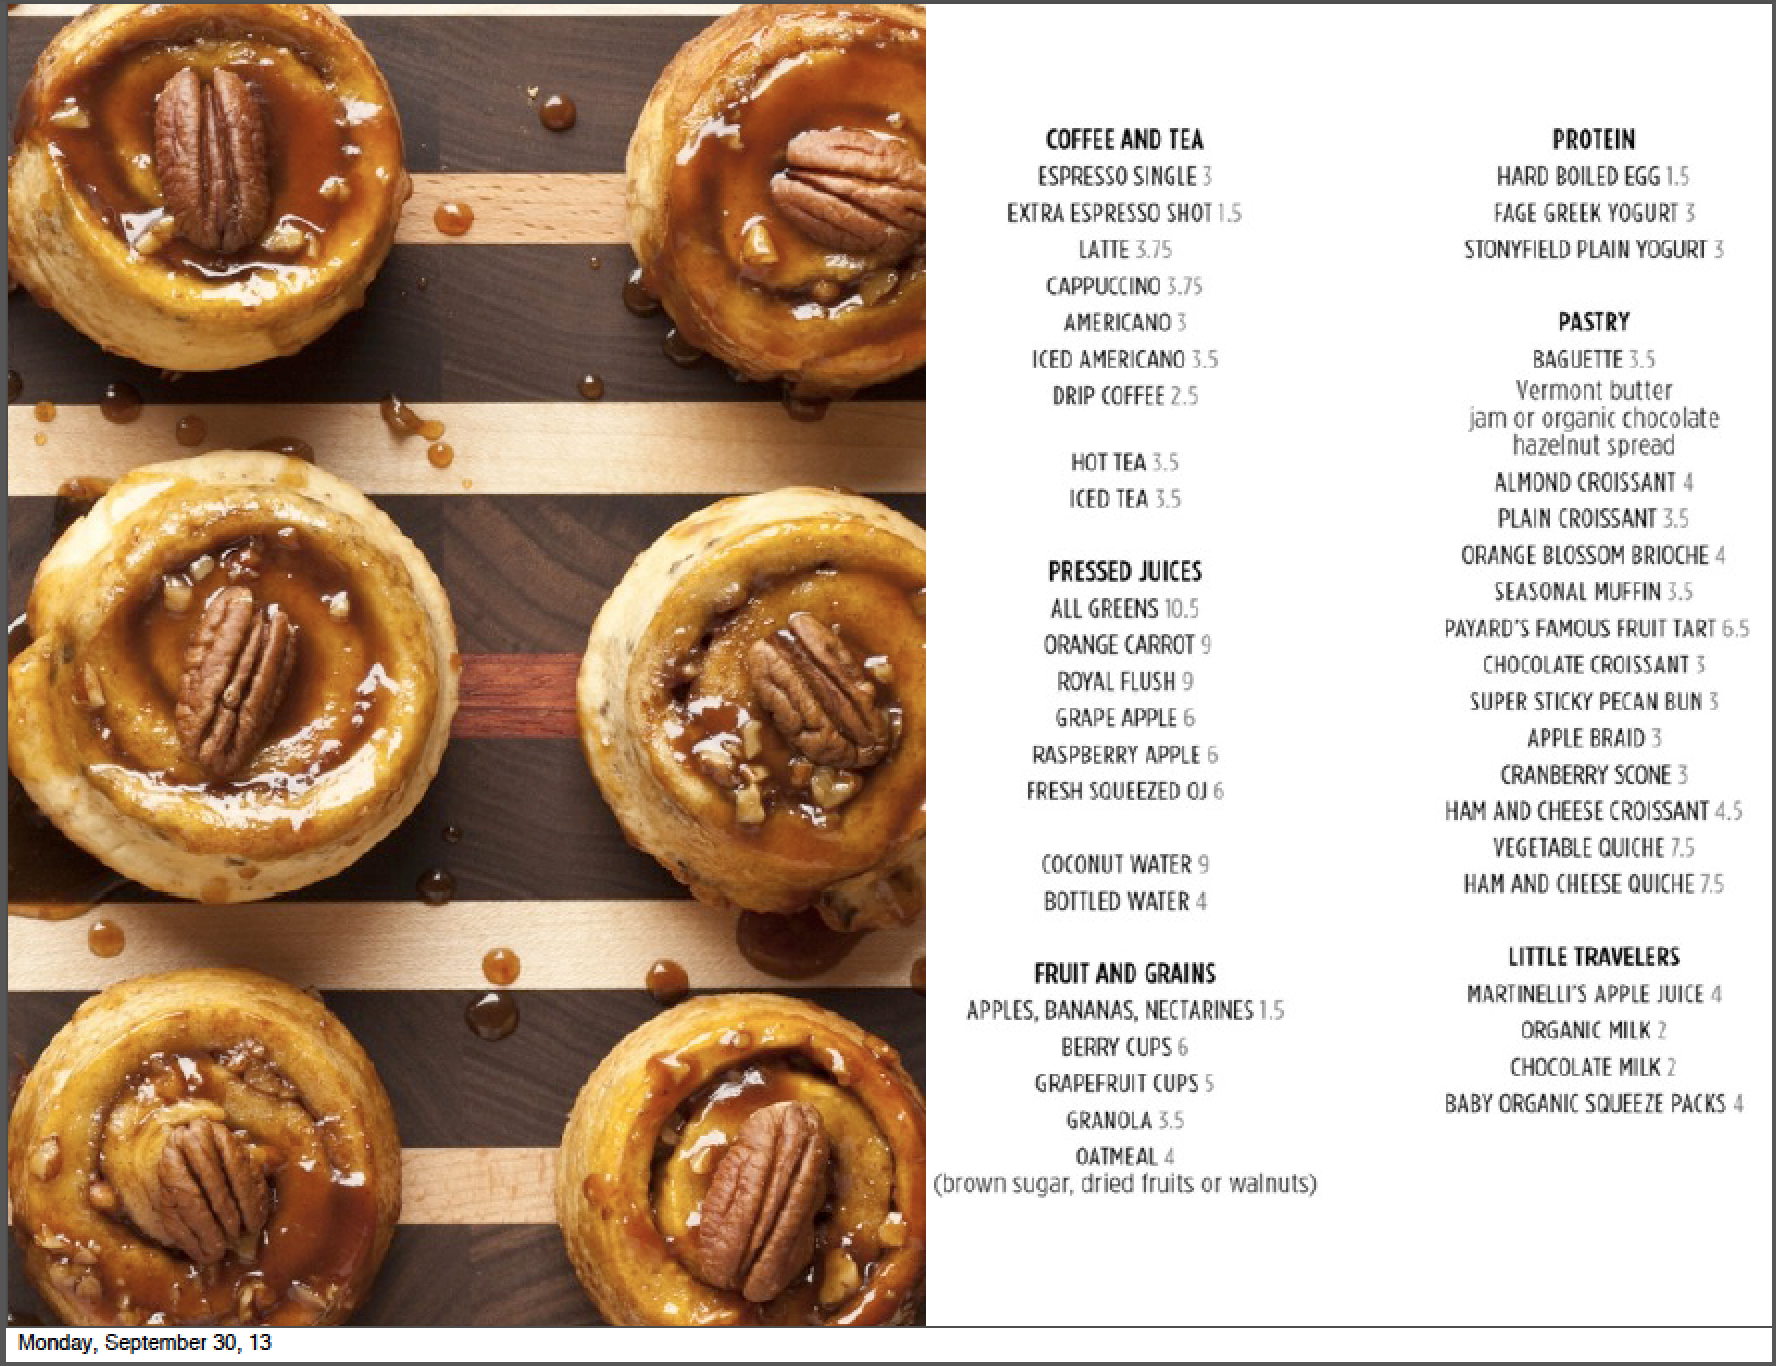 COFFEE AND TEA
ESPRESSO SINGLE 3
EXTRA ESPRESSO SHOT 1.5
LATTE 3.75
CAPPUCCINO 3.75
AMERICANO 3
ICED AMERICANO 3.5
DRIP COFFEE 2.5
HOT TEA 3.5
ICED TEA 3.5
PRESSED JUICES
ALL GREENS 10.5
ORANGE CARROT 9
ROYAL FLUSH 9
GRAPE APPLE 6
RASPBERRY APPLE 6
FRESH SQUEEZED OJ 6
COCONUT WATER 9
BOTTLED WATER 4
FRUIT AND GRAINS
APPLES, BANANAS, NECTARINES 1.5
BERRY CUPS 6
GRAPEFRUIT CUPS 5
GRANOLA 3.5
OATMEAL 4
(brown sugar, dried fruits or walnuts)
PROTEIN
HARD BOILED EGG 1.5
FAGE GREEK YOGURT 3
STONYFIELD PLAIN YOGURT 3
PASTRY
BAGUETTE 3.5
Vermont butter
jam or organic chocolate
hazelnut spread
ALMOND CROISSANT 4
PLAIN CROISSANT 3.5
ORANGE BLOSSOM BRIOCHE 4
SEASONAL MUFFIN 3.5
PAYARD'S FAMOUS FRUIT TART 6.5
CHOCOLATE CROISSANT 3
SUPER STICKY PECAN BUN 3
APPLE BRAID 3
CRANBERRY SCONE 3
HAM AND CHEESE CROISSANT 4.5
VEGETABLE QUICHE 7.5
HAM AND CHEESE QUICHE 7.5
LITTLE TRAVELERS
MARTINELLI'S APPLE JUICE 4
ORGANIC MILK 2
CHOCOLATE MILK 2
BABY ORGANIC SQUEEZE PACKS 4
Monday, September 30, 13